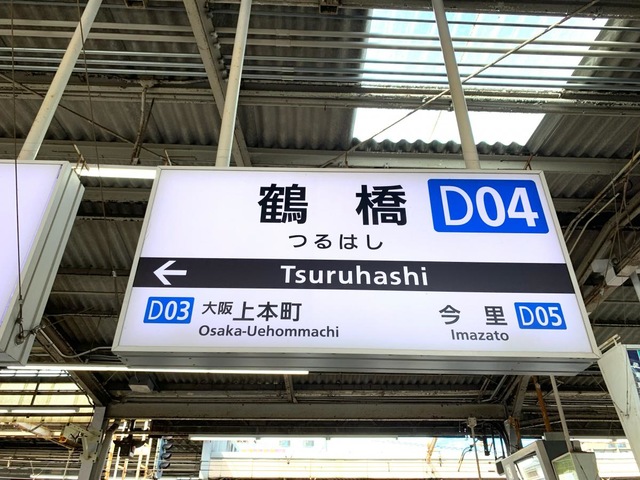 鶴橋 D04
つるはし
← Tsuruhashi
D03 大阪上本町 今里 D05
Osaka-Uehommachi Imazato